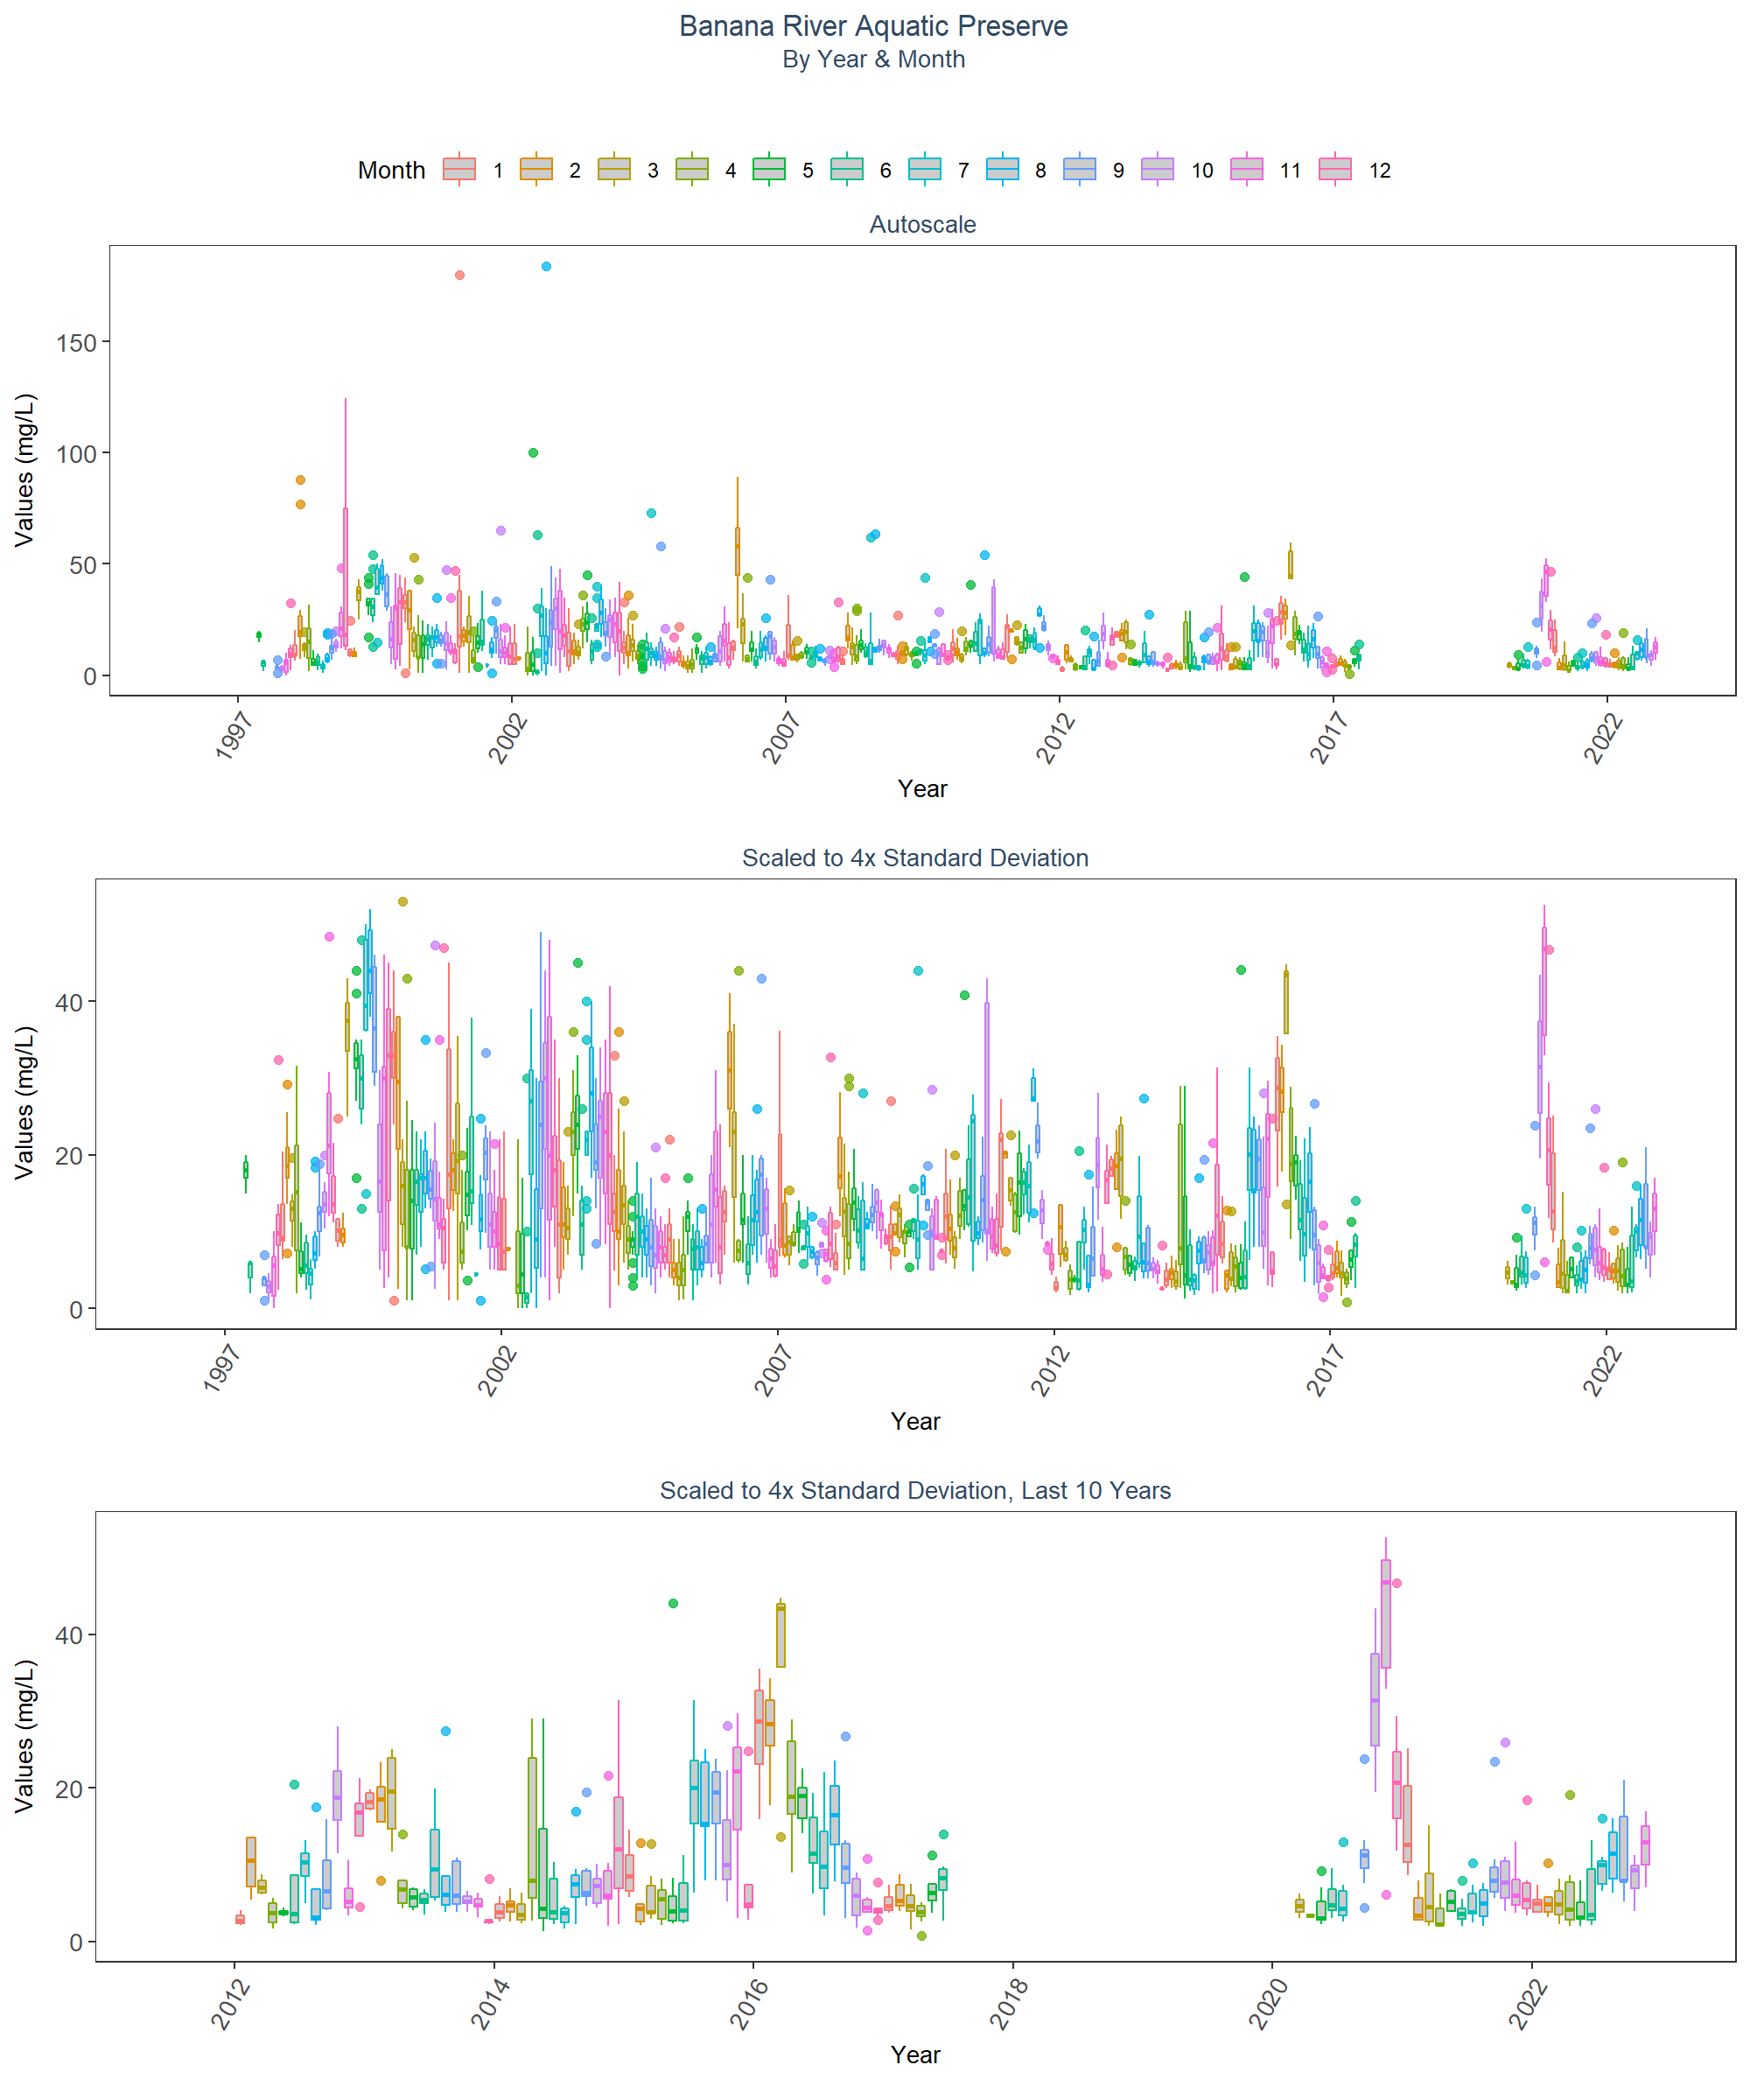 Banana River Aquatic Preserve
By Year & Month
Month 1 2 3 4 5 6 7 8 9 10 11 12
Autoscale
Values (mg/L)
150
100
50
0
1997 2002 2007 2012 2017 2022
Year
Scaled to 4x Standard Deviation
Values (mg/L)
40
20
0
1997 2002 2007 2012 2017 2022
Year
Scaled to 4x Standard Deviation, Last 10 Years
Values (mg/L)
40
20
0
2012 2014 2016 2018 2020 2022
Year